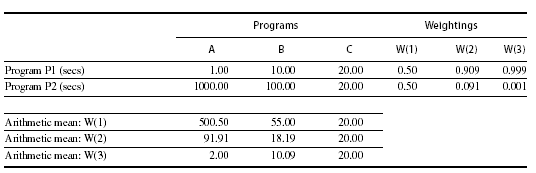 Programs Weightings
A B C W(1) W(2) W(3)
Program P1 (secs) 1.00 10.00 20.00 0.50 0.909 0.999
Program P2 (secs) 1000.00 100.00 20.00 0.50 0.091 0.001
Arithmetic mean: W(1) 500.50 55.00 20.00
Arithmetic mean: W(2) 91.91 18.19 20.00
Arithmetic mean: W(3) 2.00 10.09 20.00